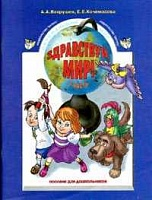 А.А.Вахрушев, Е.Е.Кочемасова
ЗДРАВСТВУЙ,
МИР!
ПОСОБИЕ ДЛЯ ДОШКОЛЬНИКОВ